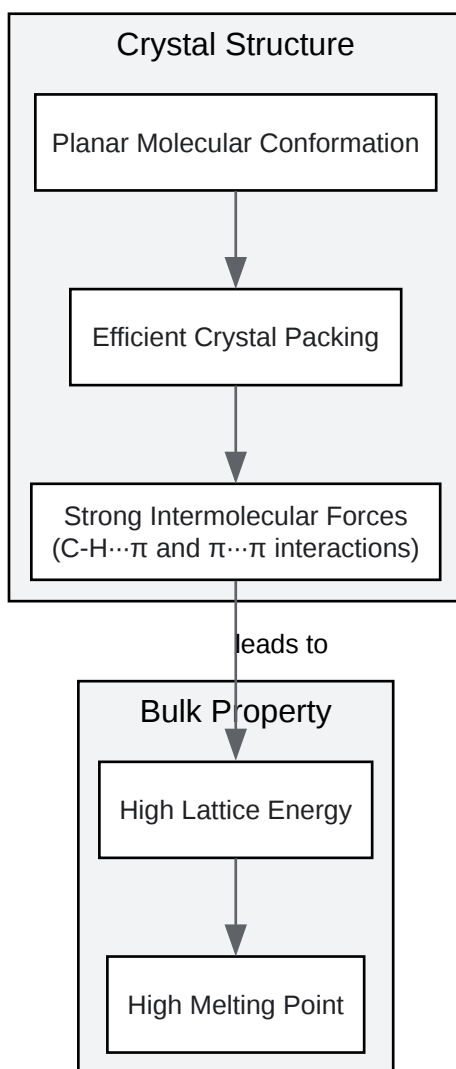 Crystal Structure
Planar Molecular Conformation
Efficient Crystal Packing
Strong Intermolecular Forces
(C-H···π and π···π interactions)
leads to
Bulk Property
High Lattice Energy
High Melting Point